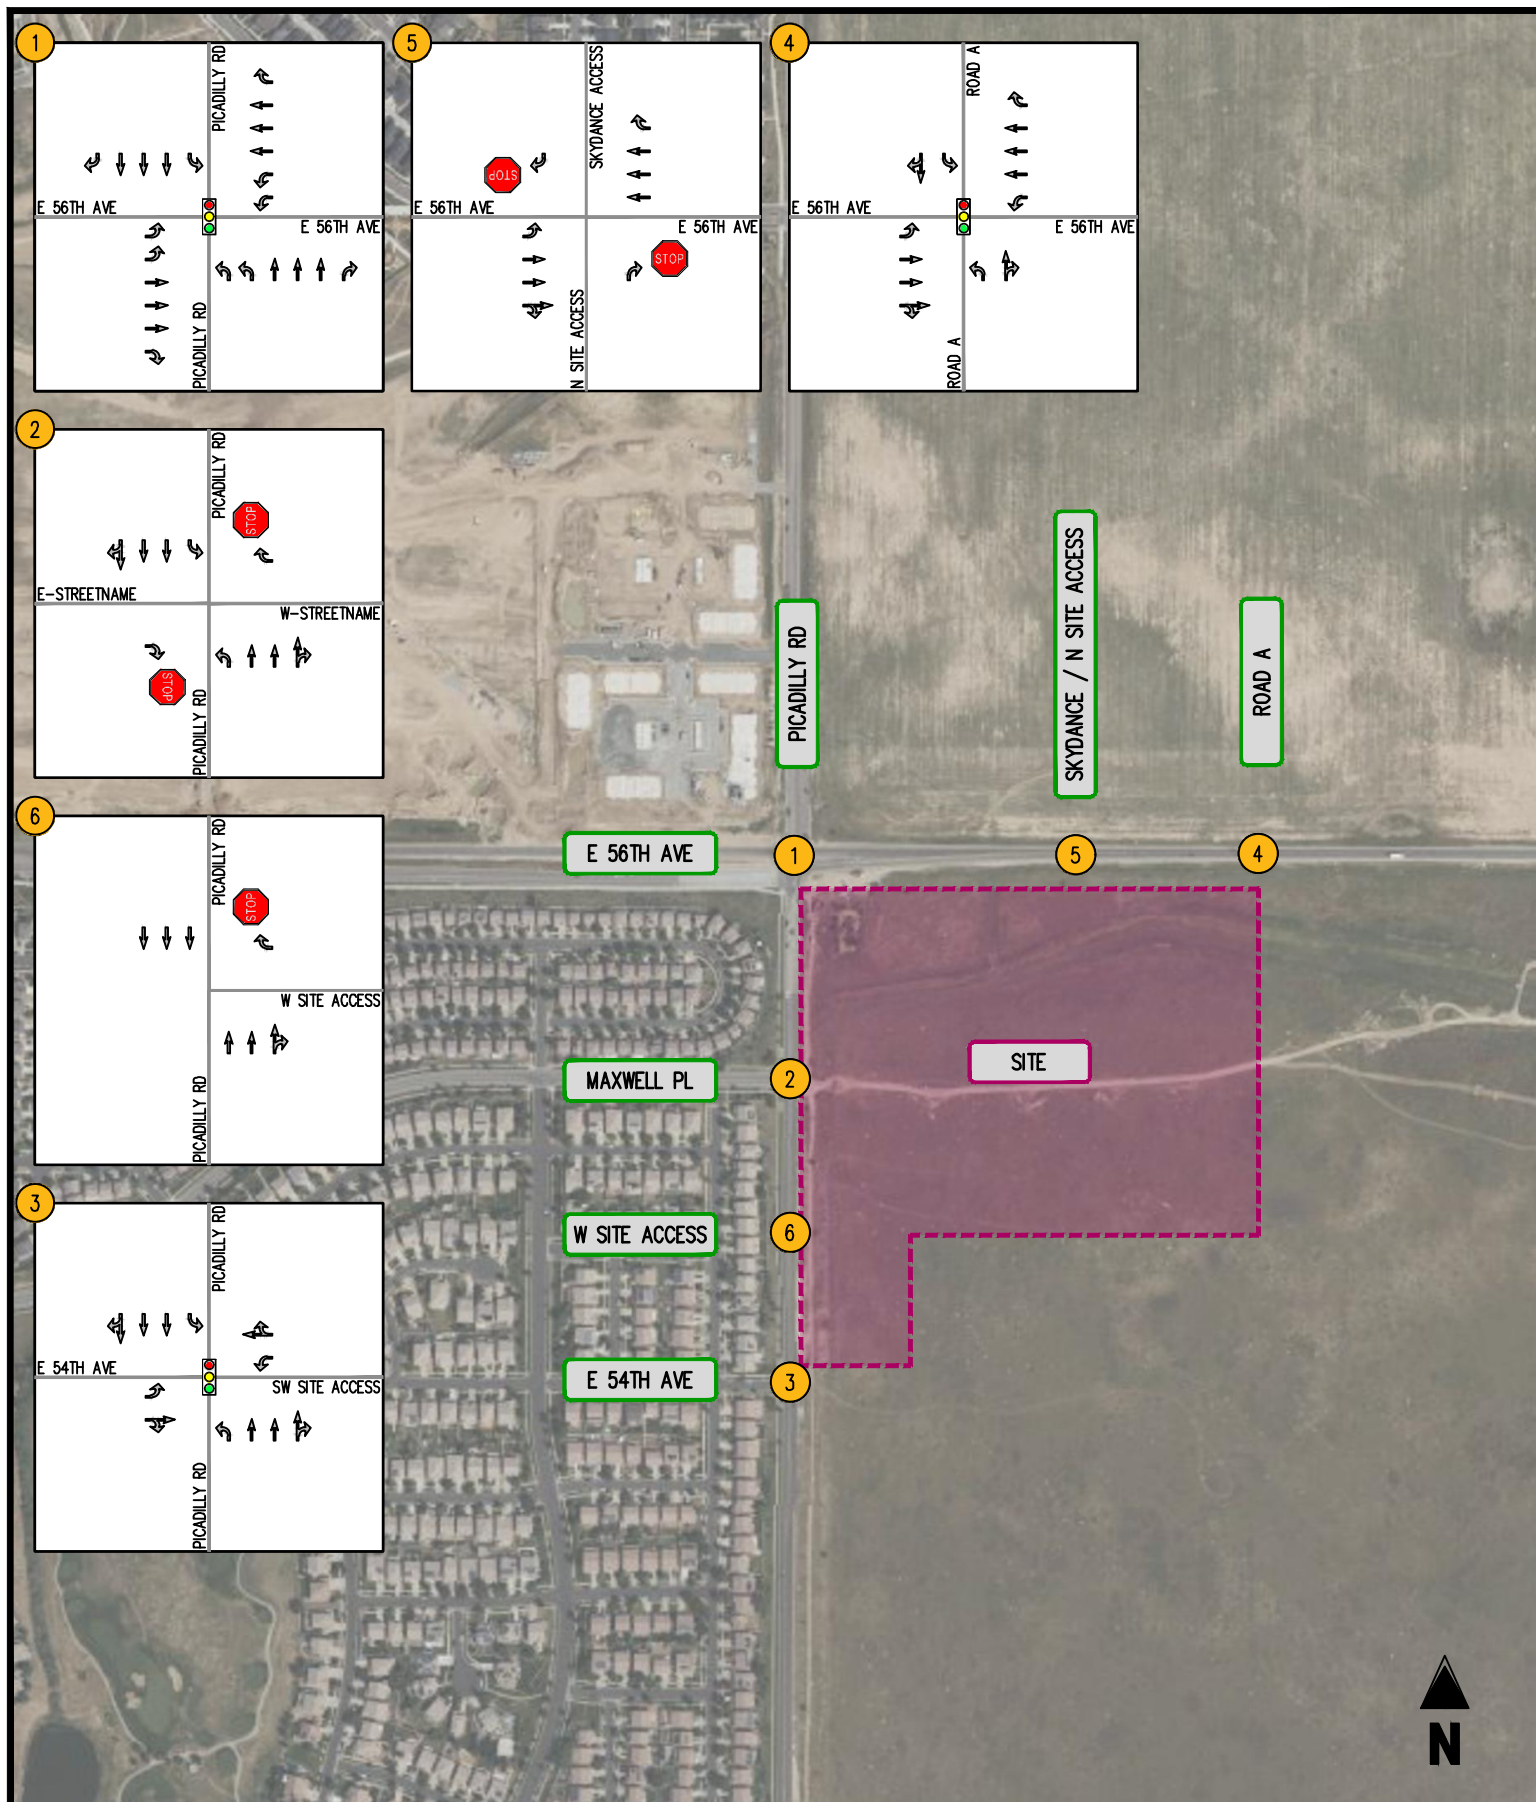 1
PICADILLY RD
E 56TH AVE
E 56TH AVE
PICADILLY RD
5
SKYDANCE ACCESS
STOP
E 56TH AVE
E 56TH AVE
STOP
N SITE ACCESS
4
ROAD A
E 56TH AVE
E 56TH AVE
ROAD A
2
PICADILLY RD
STOP
E-STREETNAME
W-STREETNAME
STOP
PICADILLY RD
6
PICADILLY RD
STOP
W SITE ACCESS
PICADILLY RD
3
PICADILLY RD
E 54TH AVE
SW SITE ACCESS
PICADILLY RD
PICADILLY RD
SKYDANCE / N SITE ACCESS
ROAD A
E 56TH AVE
1
5
4
SITE
MAXWELL PL
2
W SITE ACCESS
6
E 54TH AVE
3
N